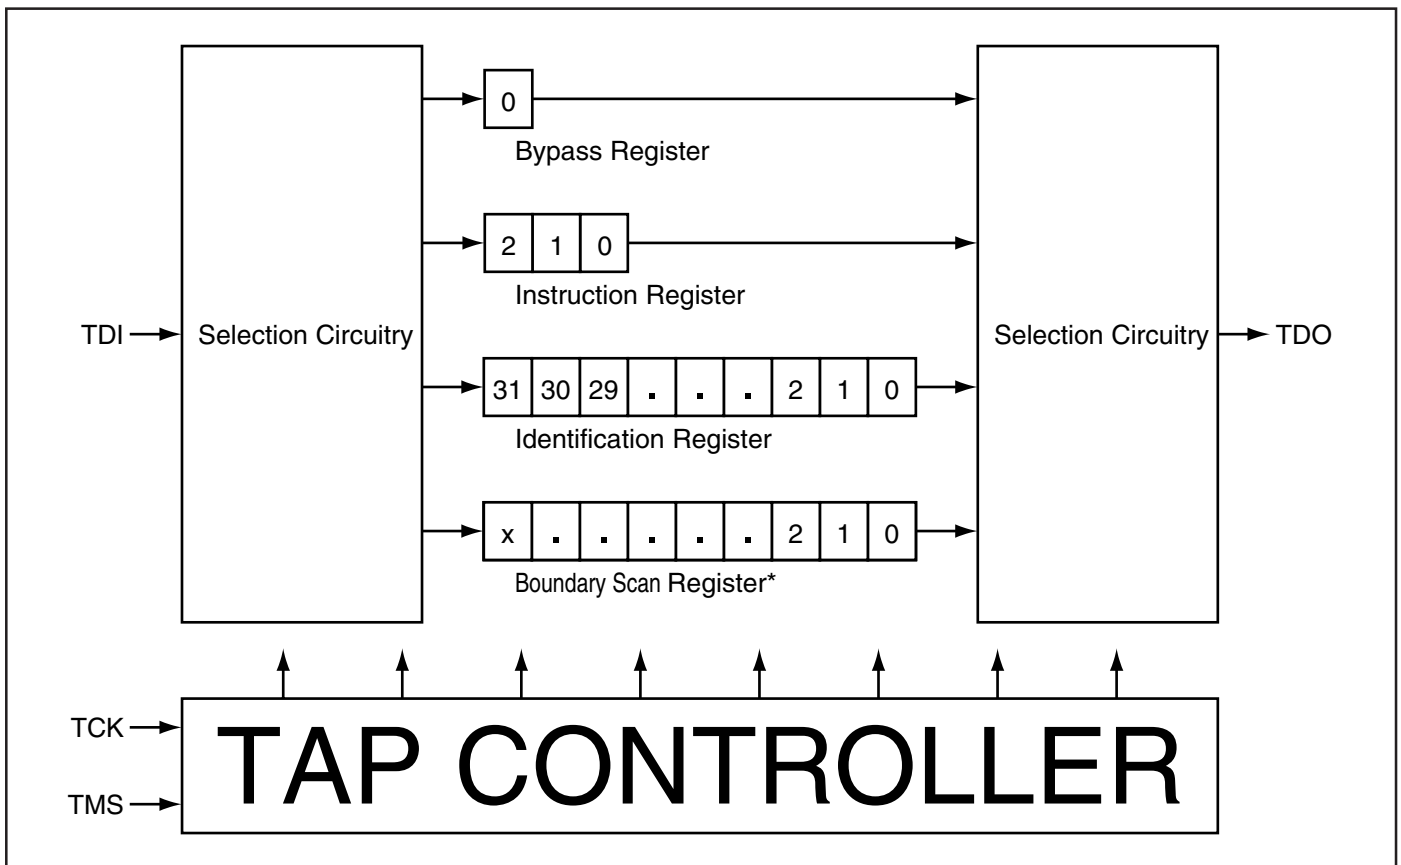 0
Bypass Register
2 1 0
Instruction Register
TDI
Selection Circuitry
Selection Circuitry
TDO
31 30 29 . . . 2 1 0
Identification Register
x . . . . . 2 1 0
Boundary Scan Register*
TCK
TMS
TAP CONTROLLER